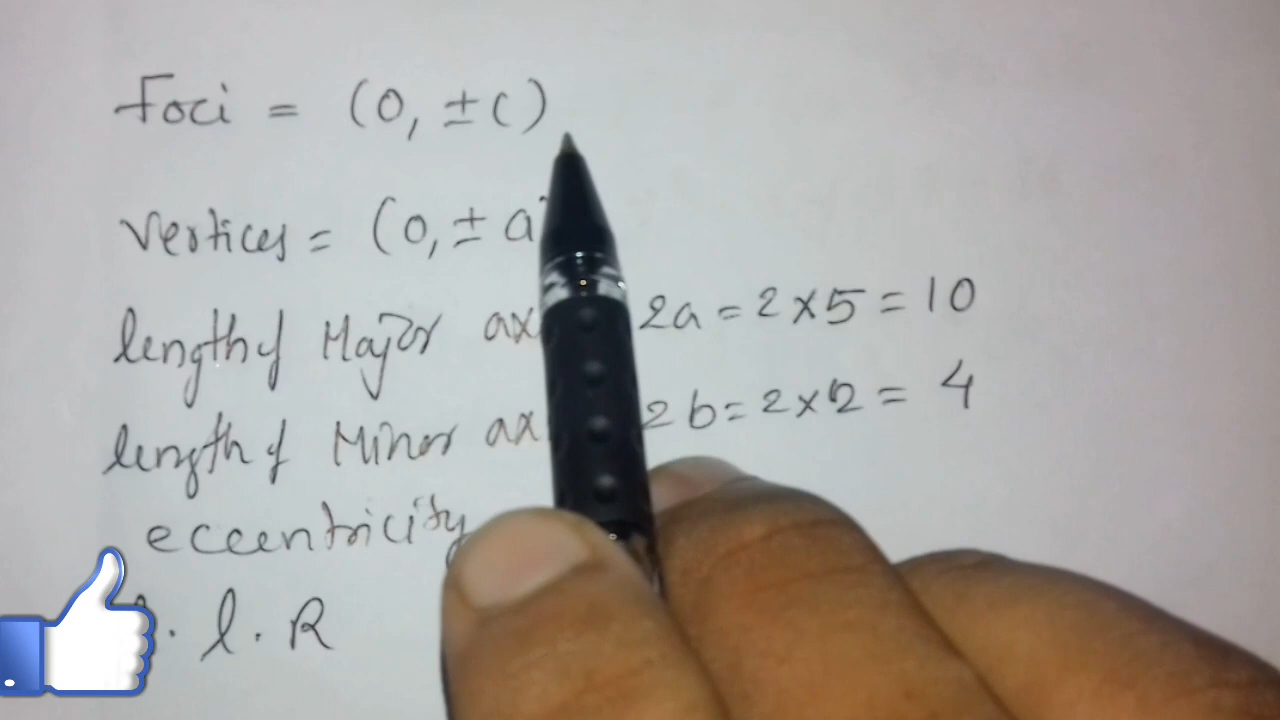 Foci = (0, ± c)
Vertices = (0, ± a
length of Major ax 2a = 2 x 5 = 10
length of Minor ax 2b = 2 x 2 = 4
eccentricity
. l . R